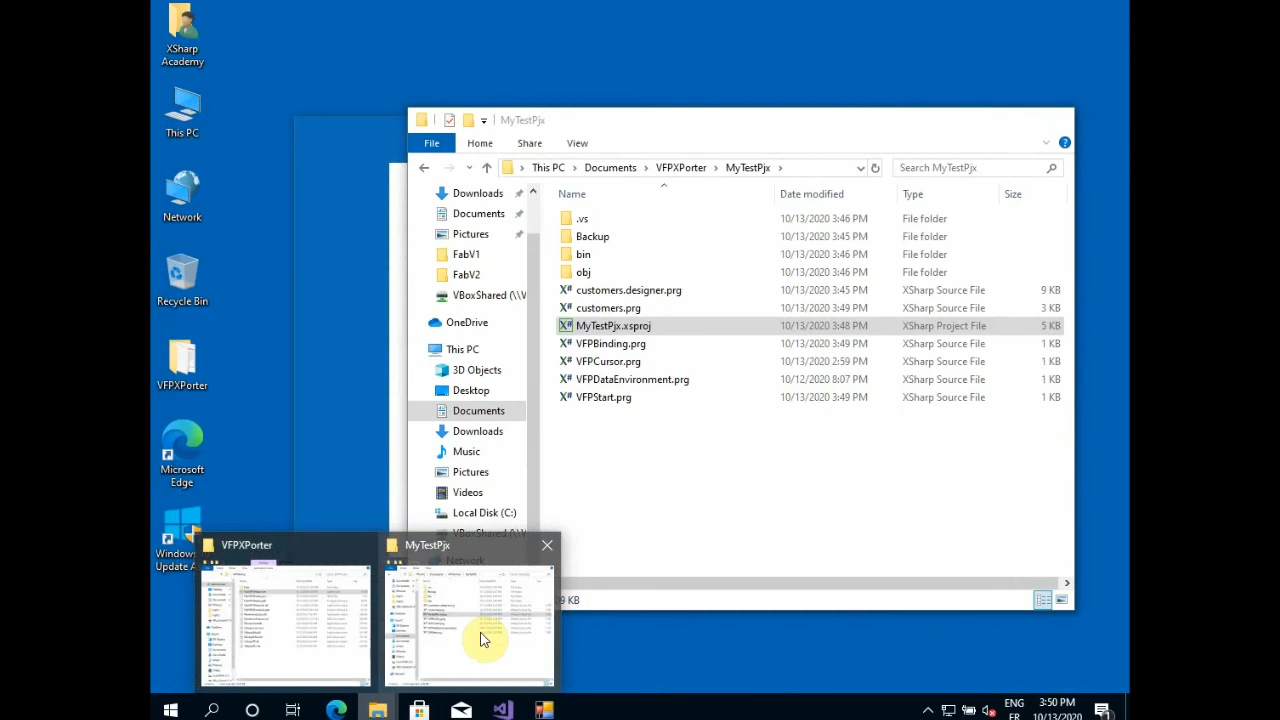 XSharp
Academy
This PC
Network
Recycle Bin
VFPXPorter
Microsoft
Edge
Windows
Update A
MyTestPjx
File
Home
Share
View
This PC
Documents
VFPXPorter
MyTestPjx
Search MyTestPjx
Downloads
Documents
Pictures
FabV1
FabV2
VBoxShared (\\V
OneDrive
This PC
3D Objects
Desktop
Documents
Downloads
Music
Pictures
Videos
Local Disk (C:)
VBoxShared (\\V
Network
Name
Date modified
Type
Size
.vs 10/13/2020 3:46 PM File folder
Backup 10/13/2020 3:45 PM File folder
bin 10/13/2020 3:46 PM File folder
obj 10/13/2020 3:46 PM File folder
customers.designer.prg 10/13/2020 3:46 PM XSharp Source File 9 KB
customers.prg 10/13/2020 3:49 PM XSharp Source File 3 KB
MyTestPjx.xsproj 10/13/2020 3:48 PM XSharp Project File 5 KB
VFPBinding.prg 10/13/2020 3:49 PM XSharp Source File 1 KB
VFPCursor.prg 10/13/2020 2:59 PM XSharp Source File 1 KB
VFPDataEnvironment.prg 10/12/2020 8:07 PM XSharp Source File 1 KB
VFPStart.prg 10/13/2020 3:49 PM XSharp Source File 1 KB
9 KB
VFPXPorter
MyTestPjx
ENG
FR
3:50 PM
10/13/2020
1